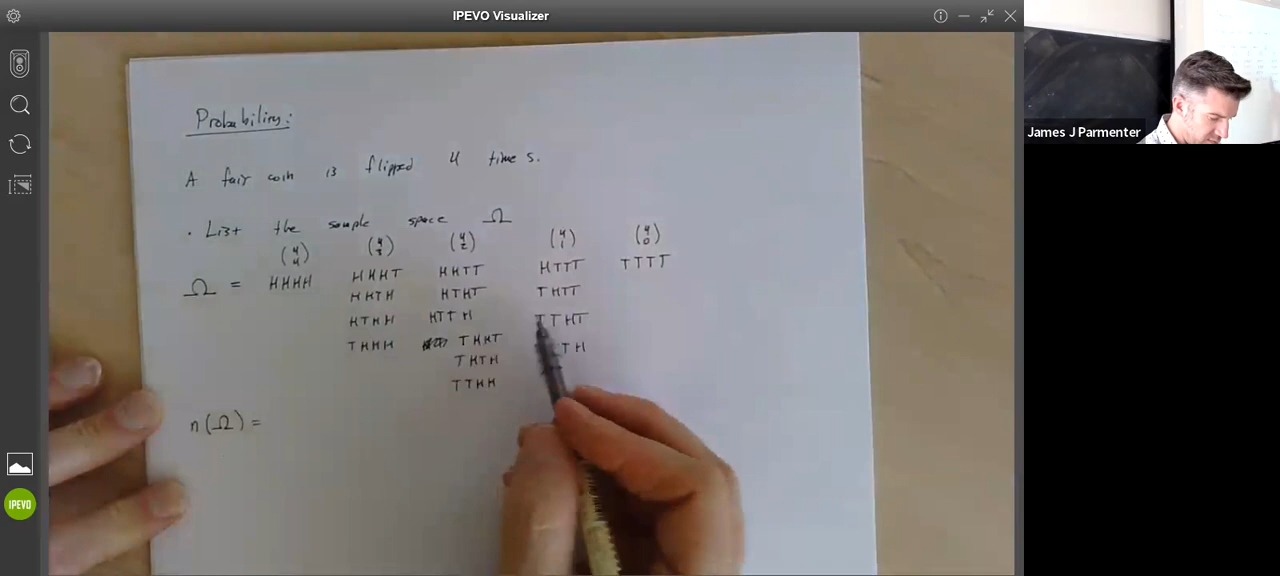 IPEVO Visualizer
James J Parmenter
Probability:
A fair coin is flipped 4 times.
. List the sample space Ω
(4 4) (4 3) (4 2) (4 1) (4 0)
Ω = HHHH HHHT HHTT HTTT TTTT
HHTH HTHT THTT
HTHH HTTH TTHT
THHH THHT TH
THTH
TTHH
n(Ω) =
IPEVO